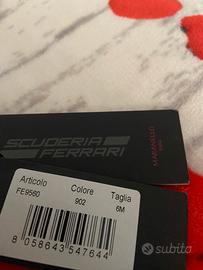 SCUDERIA
FERRARI
MARANELLO
Articolo Colore Taglia
FE9580 902 6M
8 058643 547644
subito